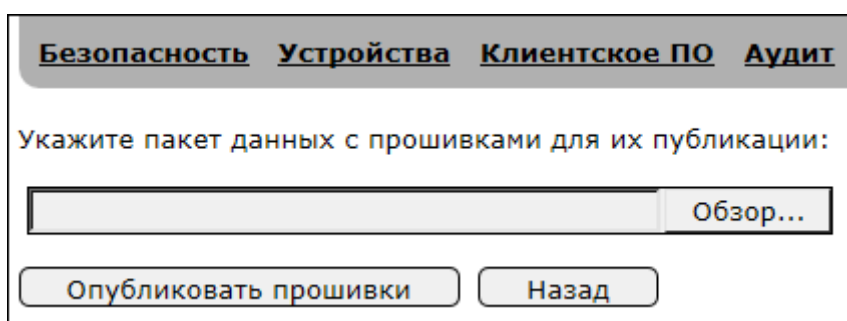 Безопасность Устройства Клиентское ПО Аудит
Укажите пакет данных с прошивками для их публикации:
Обзор...
Опубликовать прошивки Назад